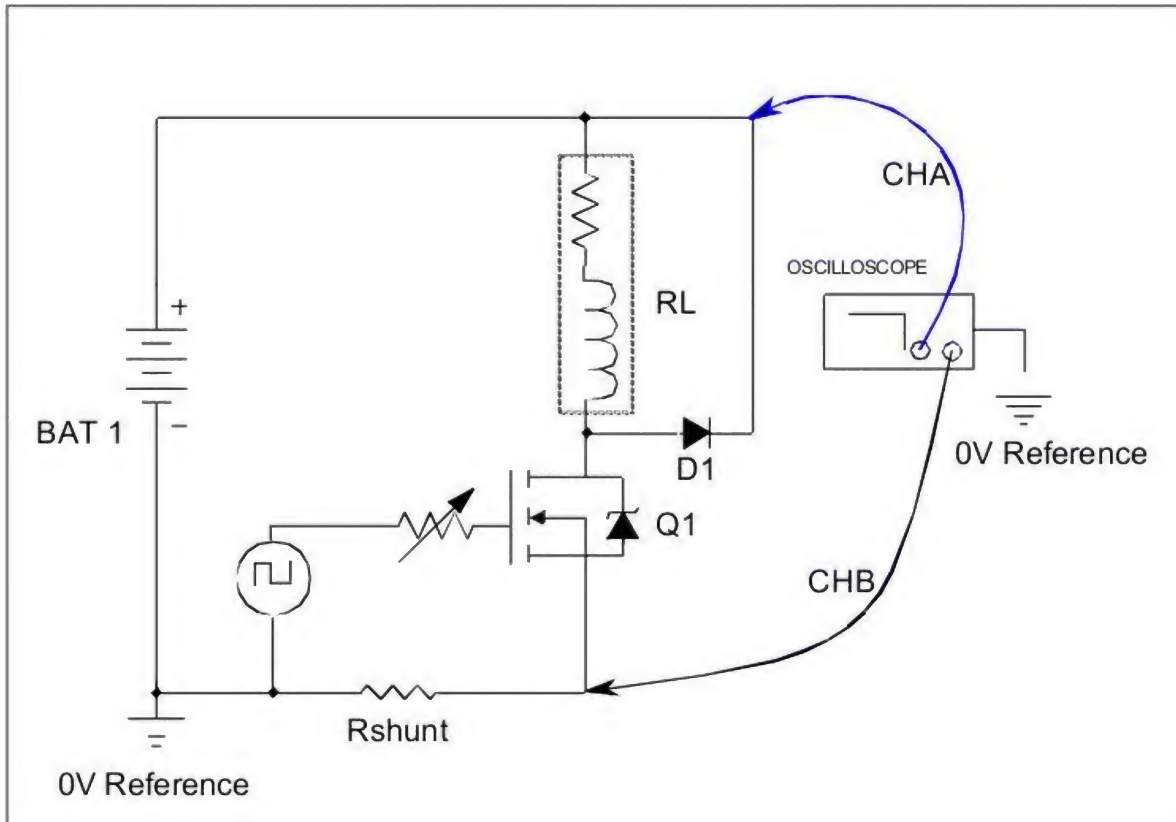 CHA
OSCILLOSCOPE
RL
+
BAT 1
−
D1
0V Reference
Q1
CHB
Rshunt
0V Reference